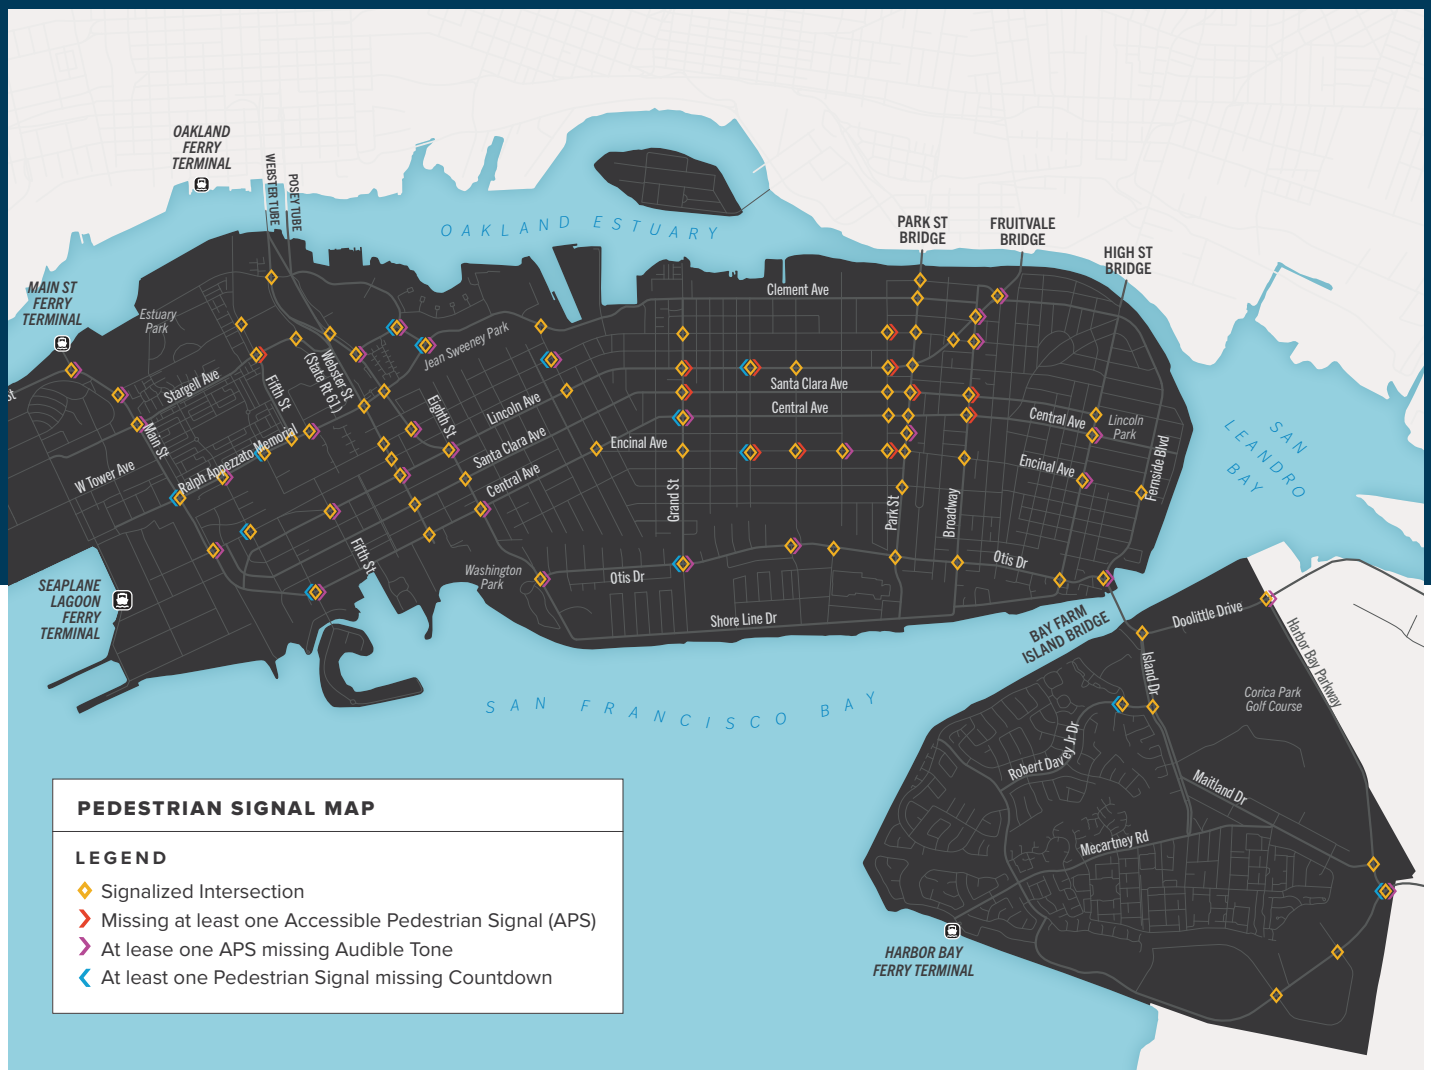 OAKLAND
FERRY
TERMINAL
WEBSTER TUBE
POSEY TUBE
OAKLAND ESTUARY
PARK ST
BRIDGE
FRUITVALE
BRIDGE
HIGH ST
BRIDGE
MAIN ST
FERRY
TERMINAL
Estuary
Park
Clement Ave
Jean Sweeney Park
Stargell Ave
Fifth St
Webster St
(State Rt 61)
Santa Clara Ave
St
Main St
Eighth St
Lincoln Ave
Central Ave
Central Ave
Lincoln
Park
SAN
LEANDRO
BAY
Ralph Appezzato Memorial
Santa Clara Ave
Encinal Ave
W Tower Ave
Central Ave
Encinal Ave
Fernside Blvd
Grand St
Park St
Broadway
Fifth St
Washington
Park
Otis Dr
Otis Dr
SEAPLANE
LAGOON
FERRY
TERMINAL
Shore Line Dr
BAY FARM
ISLAND BRIDGE
Doolittle Drive
Harbor Bay Parkway
Island Dr
Corica Park
Golf Course
SAN FRANCISCO BAY
Robert Davey Jr Dr
Maitland Dr
Mecartney Rd
HARBOR BAY
FERRY TERMINAL
PEDESTRIAN SIGNAL MAP
LEGEND
Signalized Intersection
Missing at least one Accessible Pedestrian Signal (APS)
At lease one APS missing Audible Tone
At least one Pedestrian Signal missing Countdown